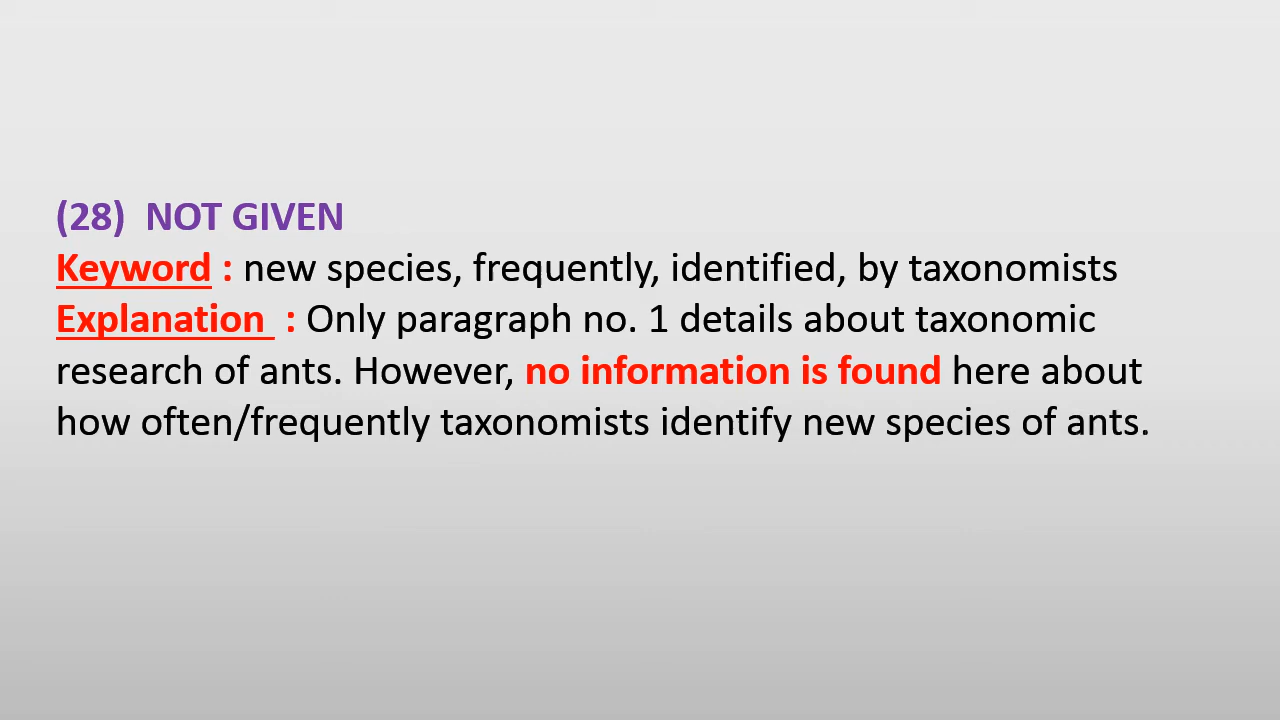 (28) NOT GIVEN
Keyword : new species, frequently, identified, by taxonomists
Explanation : Only paragraph no. 1 details about taxonomic
research of ants. However, no information is found here about
how often/frequently taxonomists identify new species of ants.